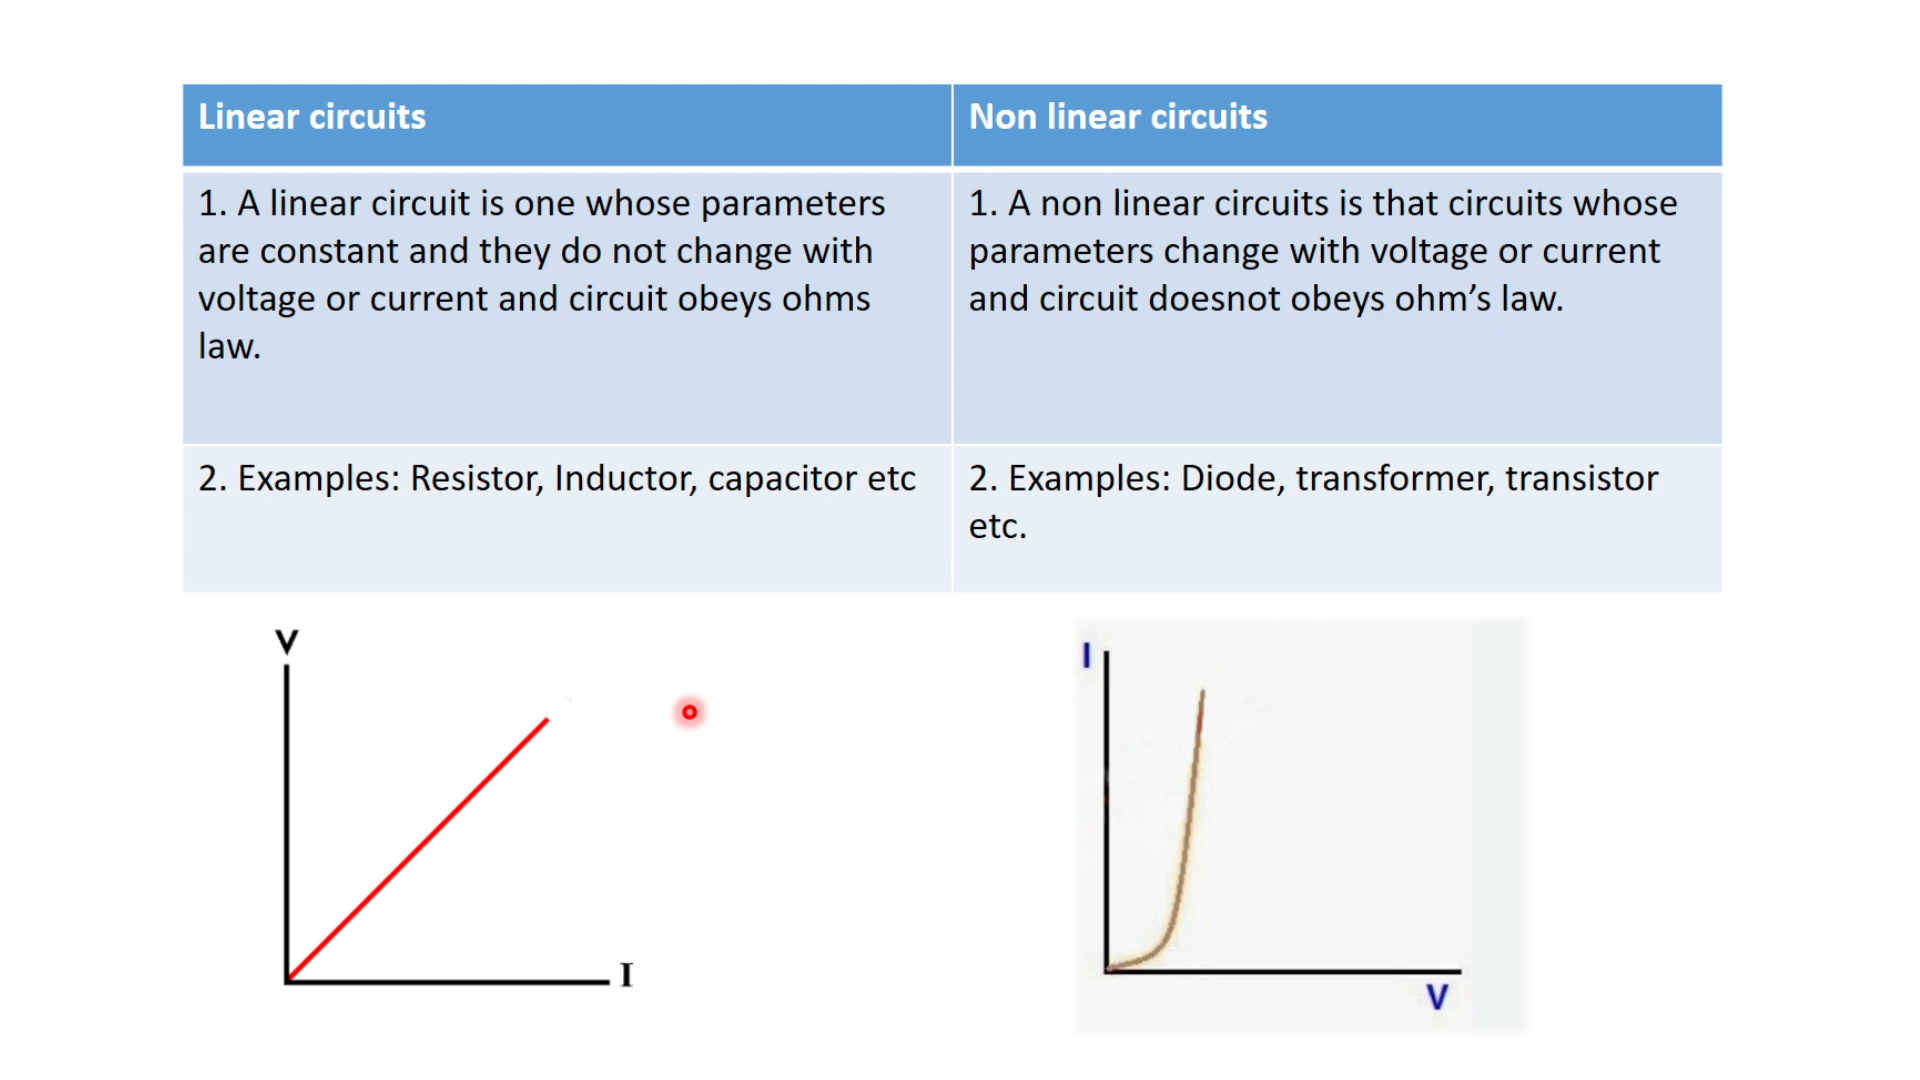 Linear circuits
Non linear circuits
1. A linear circuit is one whose parameters
are constant and they do not change with
voltage or current and circuit obeys ohms
law.
1. A non linear circuits is that circuits whose
parameters change with voltage or current
and circuit doesnot obeys ohm’s law.
2. Examples: Resistor, Inductor, capacitor etc
2. Examples: Diode, transformer, transistor
etc.
V
I
I
V